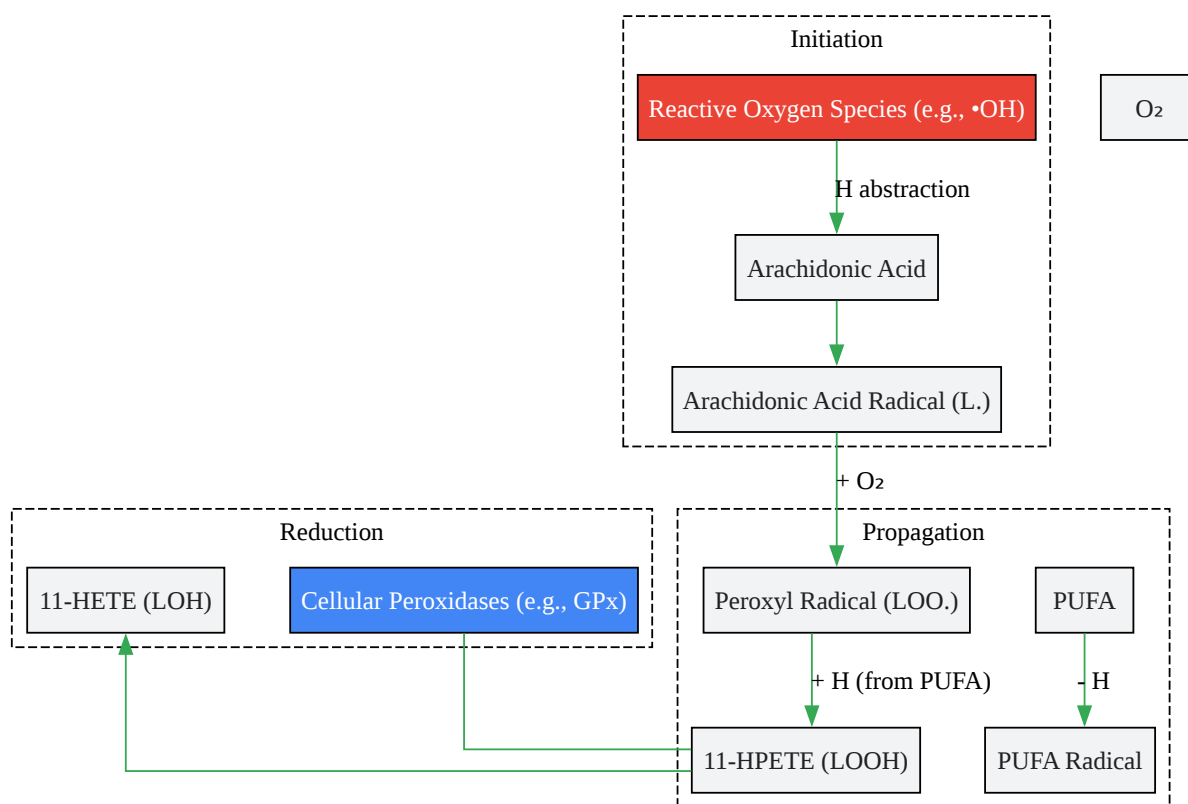 Initiation
Reactive Oxygen Species (e.g., •OH)
O₂
H abstraction
Arachidonic Acid
Arachidonic Acid Radical (L.)
+ O₂
Reduction
Propagation
11-HETE (LOH)
Cellular Peroxidases (e.g., GPx)
Peroxyl Radical (LOO.)
PUFA
+ H (from PUFA)
- H
11-HPETE (LOOH)
PUFA Radical